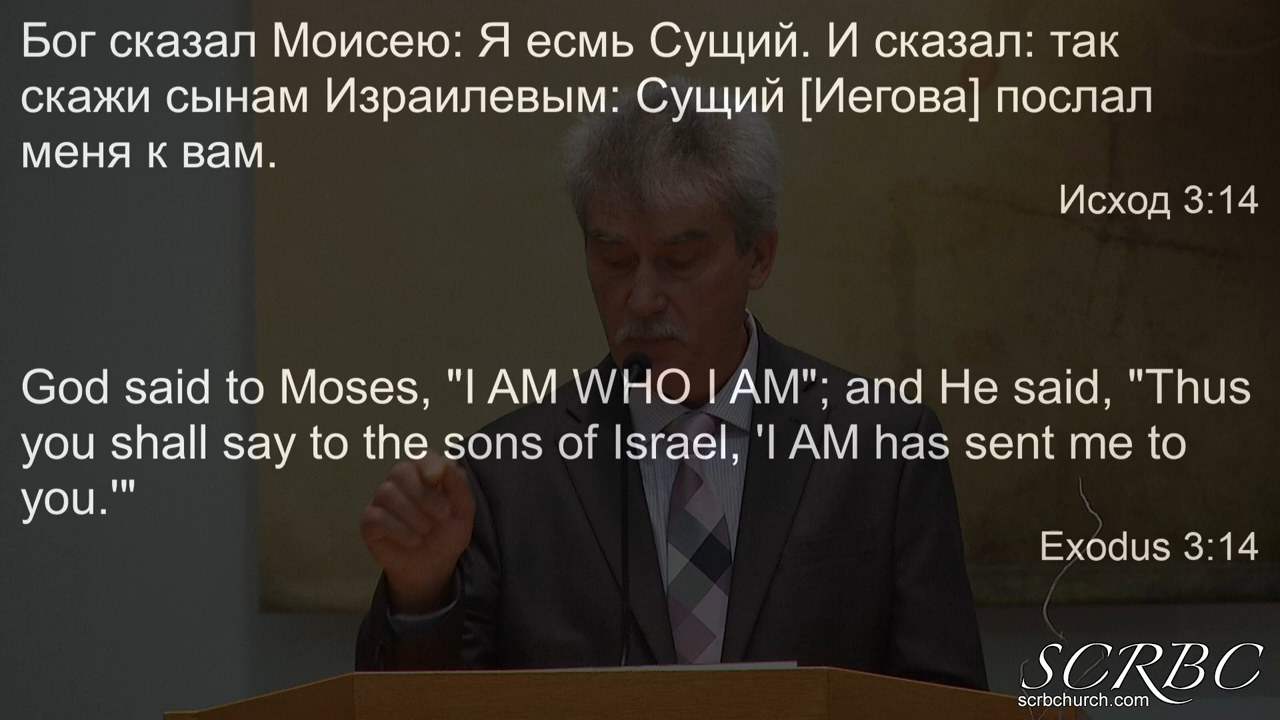 Бог сказал Моисею: Я есмь Сущий. И сказал: так
скажи сынам Израилевым: Сущий [Иегова] послал
меня к вам.
Исход 3:14
God said to Moses, "I AM WHO I AM"; and He said, "Thus
you shall say to the sons of Israel, 'I AM has sent me to
you.'"
Exodus 3:14
SCRBC
scrbchurch.com